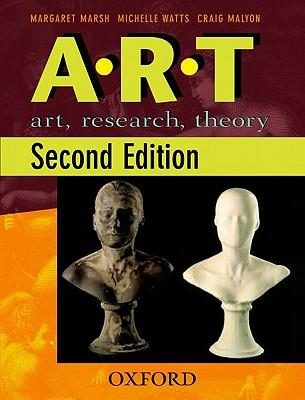 MARGARET MARSH MICHELLE WATTS CRAIG MALYON
A·R·T
art, research, theory
Second Edition
OXFORD